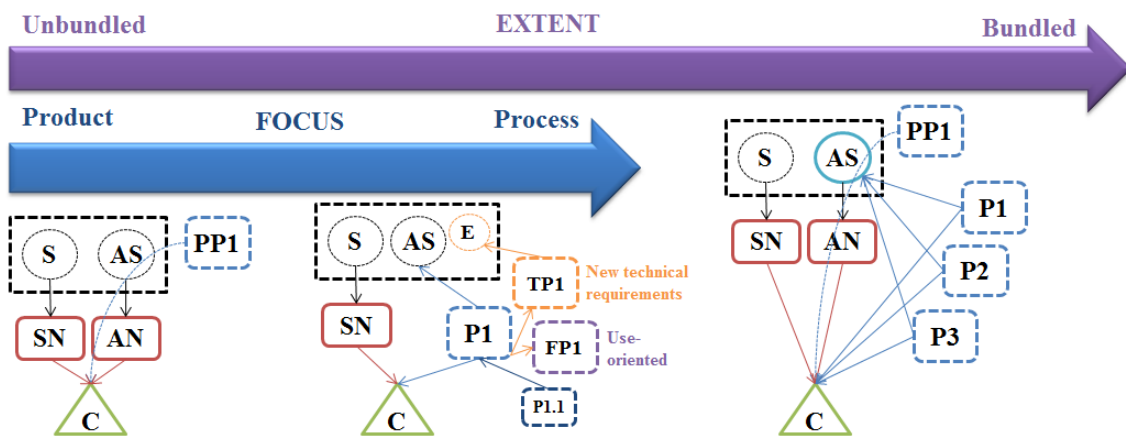 Unbundled EXTENT Bundled
Product FOCUS Process
S AS PP1
SN AN
C
S AS E
TP1 New technical
requirements
SN P1 FP1 Use-
oriented
P1.1
C
S AS PP1
P1
SN AN
P2
P3
C